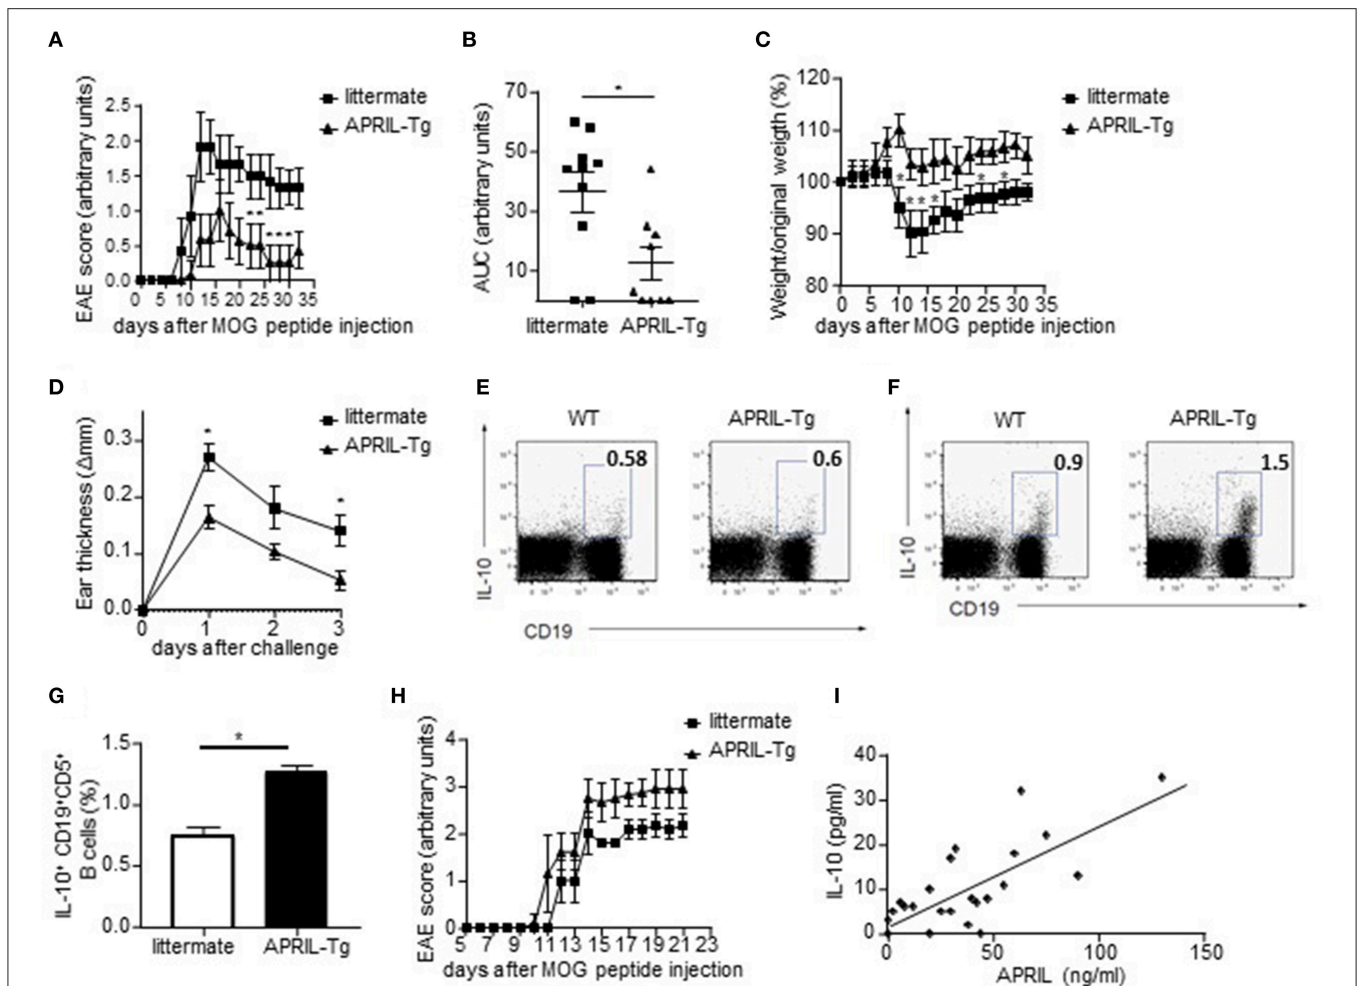 A
EAE score (arbitrary units)
2.5
2.0
1.5
1.0
0.5
0.0
0 5 10 15 20 25 30 35
days after MOG peptide injection
littermate
APRIL-Tg
** 
***
B
AUC (arbitrary units)
70
50
30
10
*
littermate APRIL-Tg
C
Weight/original weigth (%)
120
110
100
90
80
0 5 10 15 20 25 30 35
days after MOG peptide injection
littermate
APRIL-Tg
* * *
* * *
D
Ear thickness (Δmm)
0.3
0.2
0.1
0.0
0 1 2 3
days after challenge
littermate
APRIL-Tg
*
*
E
WT APRIL-Tg
0.58 0.6
IL-10
CD19
F
WT APRIL-Tg
0.9 1.5
IL-10
CD19
G
IL-10⁺ CD19⁺CD5⁺
B cells (%)
1.5
1.0
0.5
0.0
*
littermate APRIL-Tg
H
EAE score (arbitrary units)
4
3
2
1
0
5 7 9 11 13 15 17 19 21 23
days after MOG peptide injection
littermate
APRIL-Tg
I
IL-10 (pg/ml)
40
30
20
10
0
0 50 100 150
APRIL (ng/ml)